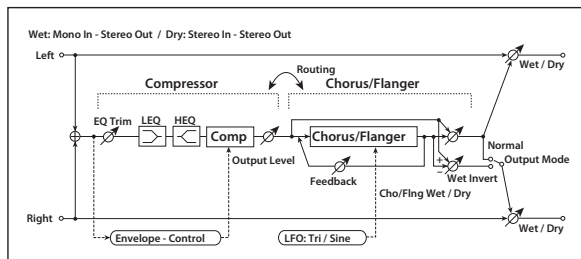 Wet: Mono In - Stereo Out / Dry: Stereo In - Stereo Out
Left
Wet / Dry
Routing
Compressor
Chorus/Flanger
EQ Trim
LEQ
HEQ
Comp
Chorus/Flanger
Normal
Output Level
Output Mode
Feedback
Wet Invert
Cho/Flng Wet / Dry
+
−
Right
Wet / Dry
Envelope - Control
LFO: Tri / Sine